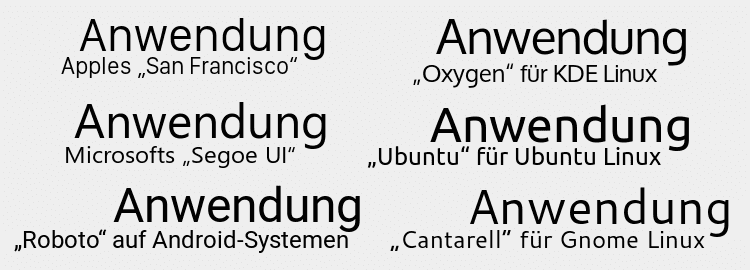 Anwendung
Apples „San Francisco“
Anwendung
„Oxygen“ für KDE Linux
Anwendung
Microsofts „Segoe UI“
Anwendung
„Ubuntu“ für Ubuntu Linux
Anwendung
„Roboto“ auf Android-Systemen
Anwendung
„Cantarell” für Gnome Linux